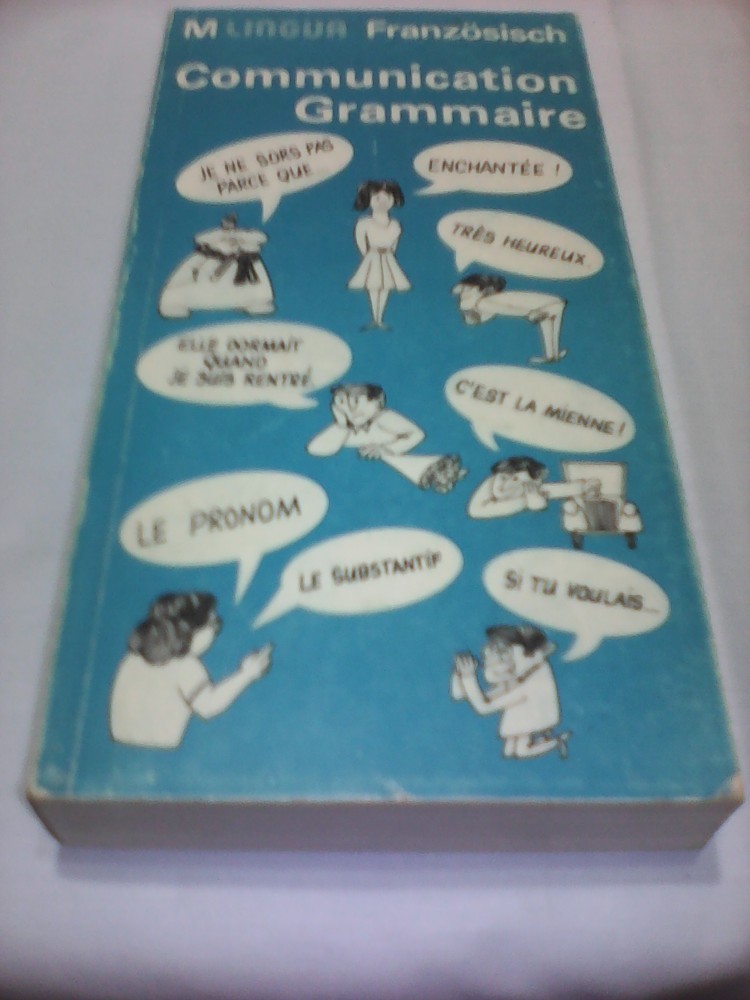 M LINGUA Französisch
Communication
Grammaire
JE NE SORS PAS
PARCE QUE...
ENCHANTÉE !
TRÈS HEUREUX.
ELLE DORMAIT
QUAND
JE SUIS RENTRÉ.
C'EST LA MIENNE !
LE PRONOM
LE SUBSTANTIF
SI TU VOULAIS...